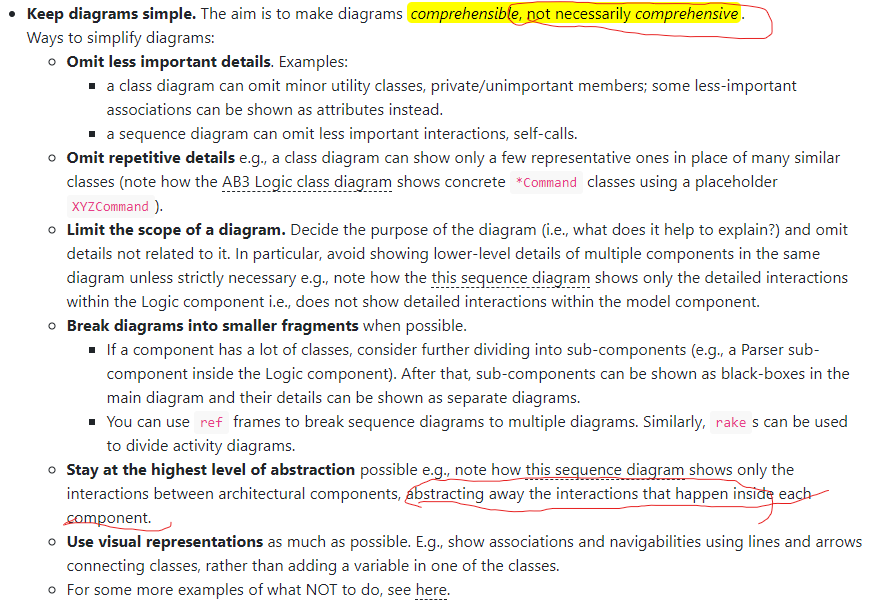 Keep diagrams simple. The aim is to make diagrams comprehensible, not necessarily comprehensive.
Ways to simplify diagrams:
Omit less important details. Examples:
a class diagram can omit minor utility classes, private/unimportant members; some less-important
associations can be shown as attributes instead.
a sequence diagram can omit less important interactions, self-calls.
Omit repetitive details e.g., a class diagram can show only a few representative ones in place of many similar
classes (note how the AB3 Logic class diagram shows concrete *Command classes using a placeholder
XYZCommand ).
Limit the scope of a diagram. Decide the purpose of the diagram (i.e., what does it help to explain?) and omit
details not related to it. In particular, avoid showing lower-level details of multiple components in the same
diagram unless strictly necessary e.g., note how the this sequence diagram shows only the detailed interactions
within the Logic component i.e., does not show detailed interactions within the model component.
Break diagrams into smaller fragments when possible.
If a component has a lot of classes, consider further dividing into sub-components (e.g., a Parser sub-
component inside the Logic component). After that, sub-components can be shown as black-boxes in the
main diagram and their details can be shown as separate diagrams.
You can use ref frames to break sequence diagrams to multiple diagrams. Similarly, rake s can be used
to divide activity diagrams.
Stay at the highest level of abstraction possible e.g., note how this sequence diagram shows only the
interactions between architectural components, abstracting away the interactions that happen inside each
component.
Use visual representations as much as possible. E.g., show associations and navigabilities using lines and arrows
connecting classes, rather than adding a variable in one of the classes.
For some more examples of what NOT to do, see here.